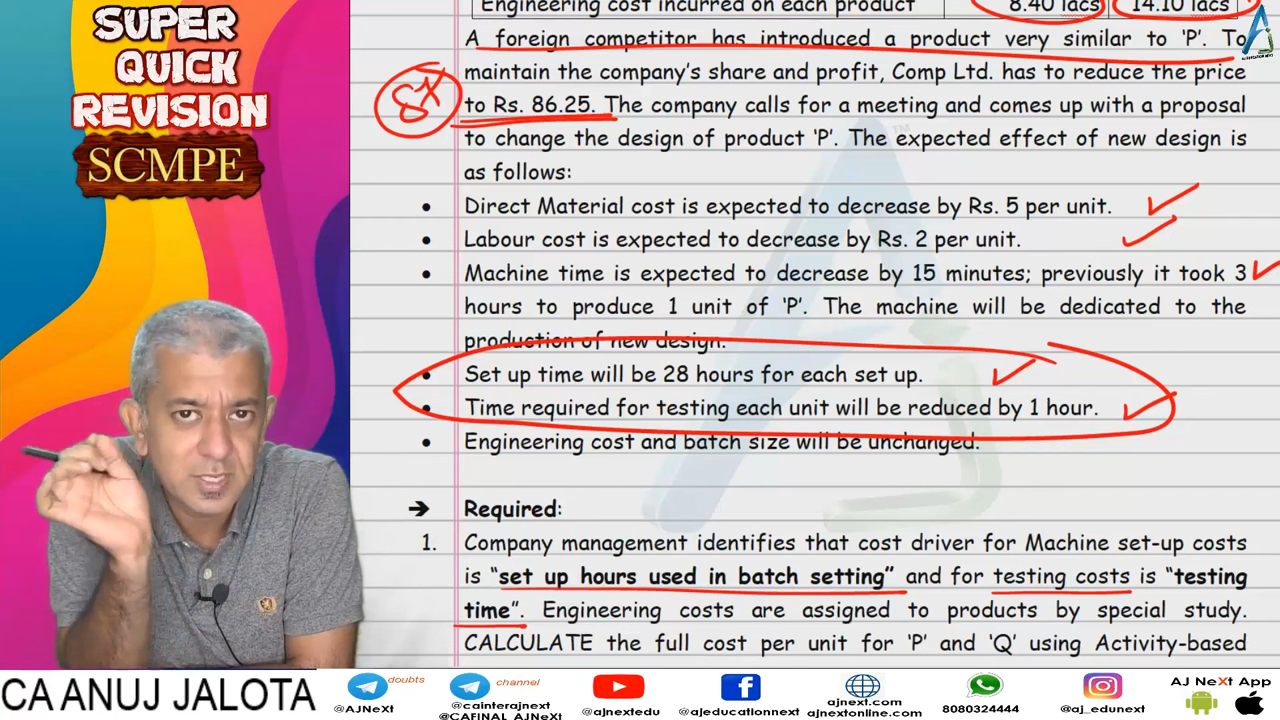 SUPER
QUICK
REVISION
SCMPE
Engineering cost incurred on each product 8.40 lacs 14.10 lacs
A foreign competitor has introduced a product very similar to ‘P’. To
maintain the company’s share and profit, Comp Ltd. has to reduce the price
to Rs. 86.25. The company calls for a meeting and comes up with a proposal
to change the design of product ‘P’. The expected effect of new design is
as follows:
• Direct Material cost is expected to decrease by Rs. 5 per unit.
• Labour cost is expected to decrease by Rs. 2 per unit.
• Machine time is expected to decrease by 15 minutes; previously it took 3
hours to produce 1 unit of ‘P’. The machine will be dedicated to the
production of new design.
• Set up time will be 28 hours for each set up.
• Time required for testing each unit will be reduced by 1 hour.
• Engineering cost and batch size will be unchanged.
➔ Required:
1. Company management identifies that cost driver for Machine set-up costs
is “set up hours used in batch setting” and for testing costs is “testing
time”. Engineering costs are assigned to products by special study.
CALCULATE the full cost per unit for ‘P’ and ‘Q’ using Activity-based
CA ANUJ JALOTA
doubts
@AJNeXt
channel
@cainterajnext
@CAFINAL_AJNeXt
@ajnextedu
@ajeducationnext
ajnext.com
ajnextonline.com
8080324444
@aj_edunext
AJ NeXt App